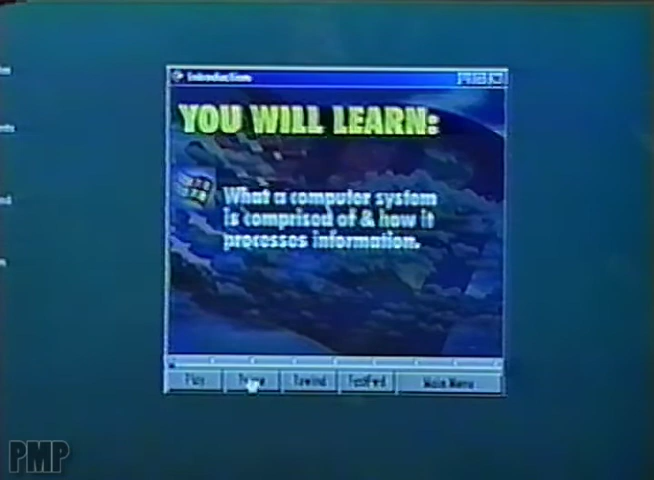 Introduction
YOU WILL LEARN:
What a computer system
is comprised of & how it
processes information.
Play
Pause
Rewind
FastFwd
Main Menu
PMP